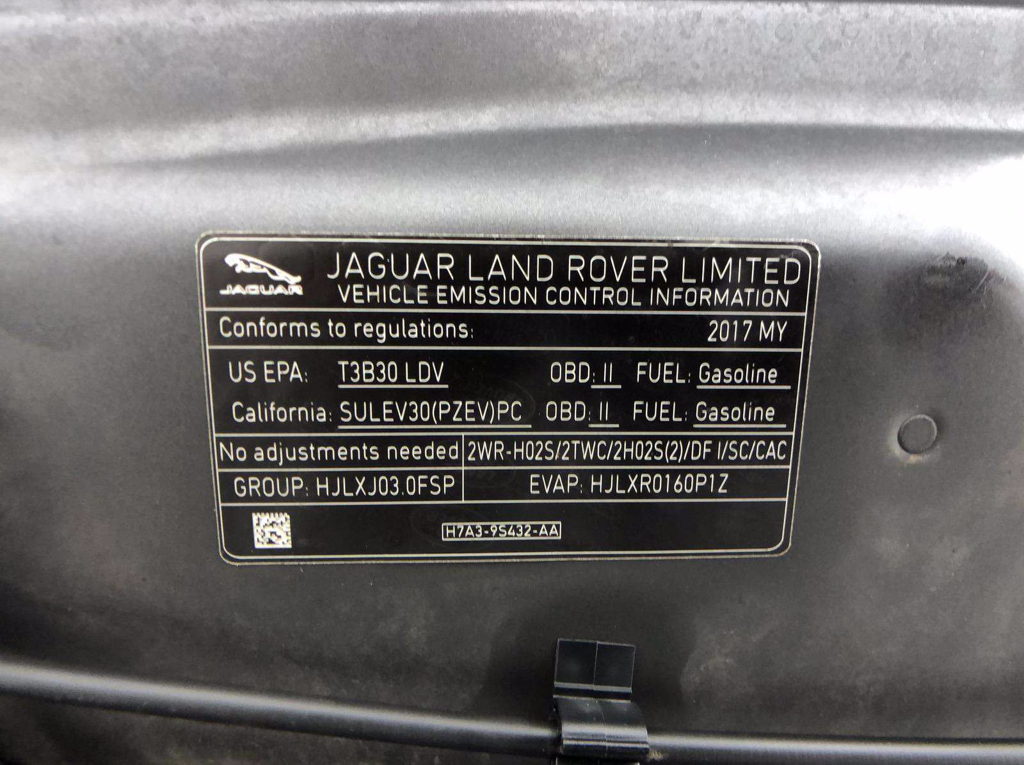 JAGUAR
JAGUAR LAND ROVER LIMITED
VEHICLE EMISSION CONTROL INFORMATION
Conforms to regulations: 2017 MY
US EPA: T3B30 LDV OBD: II FUEL: Gasoline
California: SULEV30(PZEV)PC OBD: II FUEL: Gasoline
No adjustments needed 2WR-H02S/2TWC/2H02S(2)/DF I/SC/CAC
GROUP: HJLXJ03.0FSP EVAP: HJLXR0160P1Z
H7A3-9S432-AA